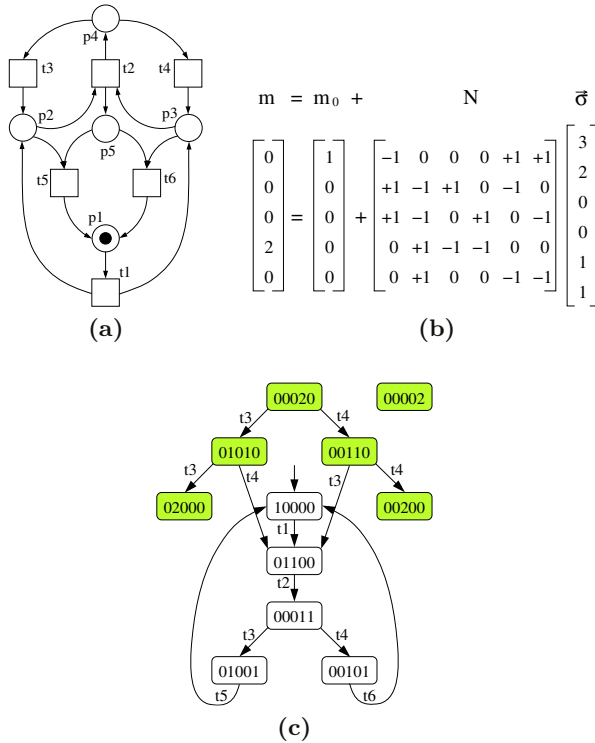 p4
t3
t2
t4
p2
p3
p5
t5
t6
p1
t1
(a)
m = m0 + N σ⃗
0 1 −1 0 0 0 +1 +1 3
0 0 +1 −1 +1 0 −1 0 2
0 = 0 + +1 −1 0 +1 0 −1 0
2 0 0 +1 −1 −1 0 0 0
0 0 0 +1 0 0 −1 −1 1
1
(b)
00020 00002
t3 t4
01010 00110
t3 t4 t3 t4
02000 10000 00200
t1
01100
t2
00011
t3 t4
01001 00101
t5 t6
(c)